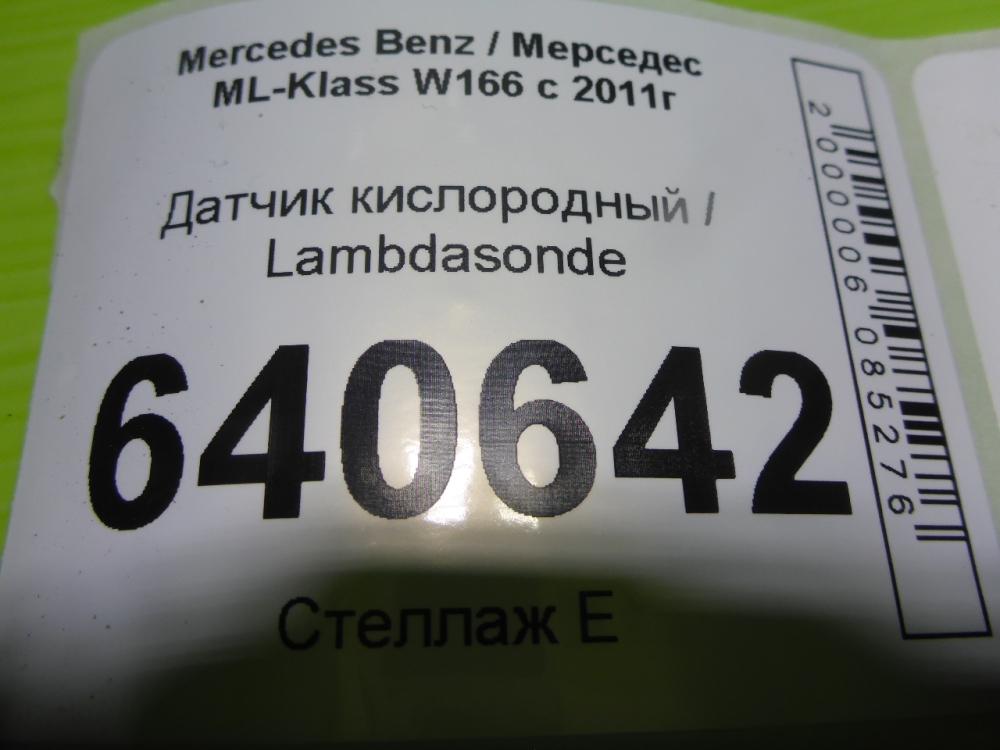 Mercedes Benz / Мерседес
ML-Klass W166 с 2011г
Датчик кислородный /
Lambdasonde
640642
Стеллаж Е
2000006085276